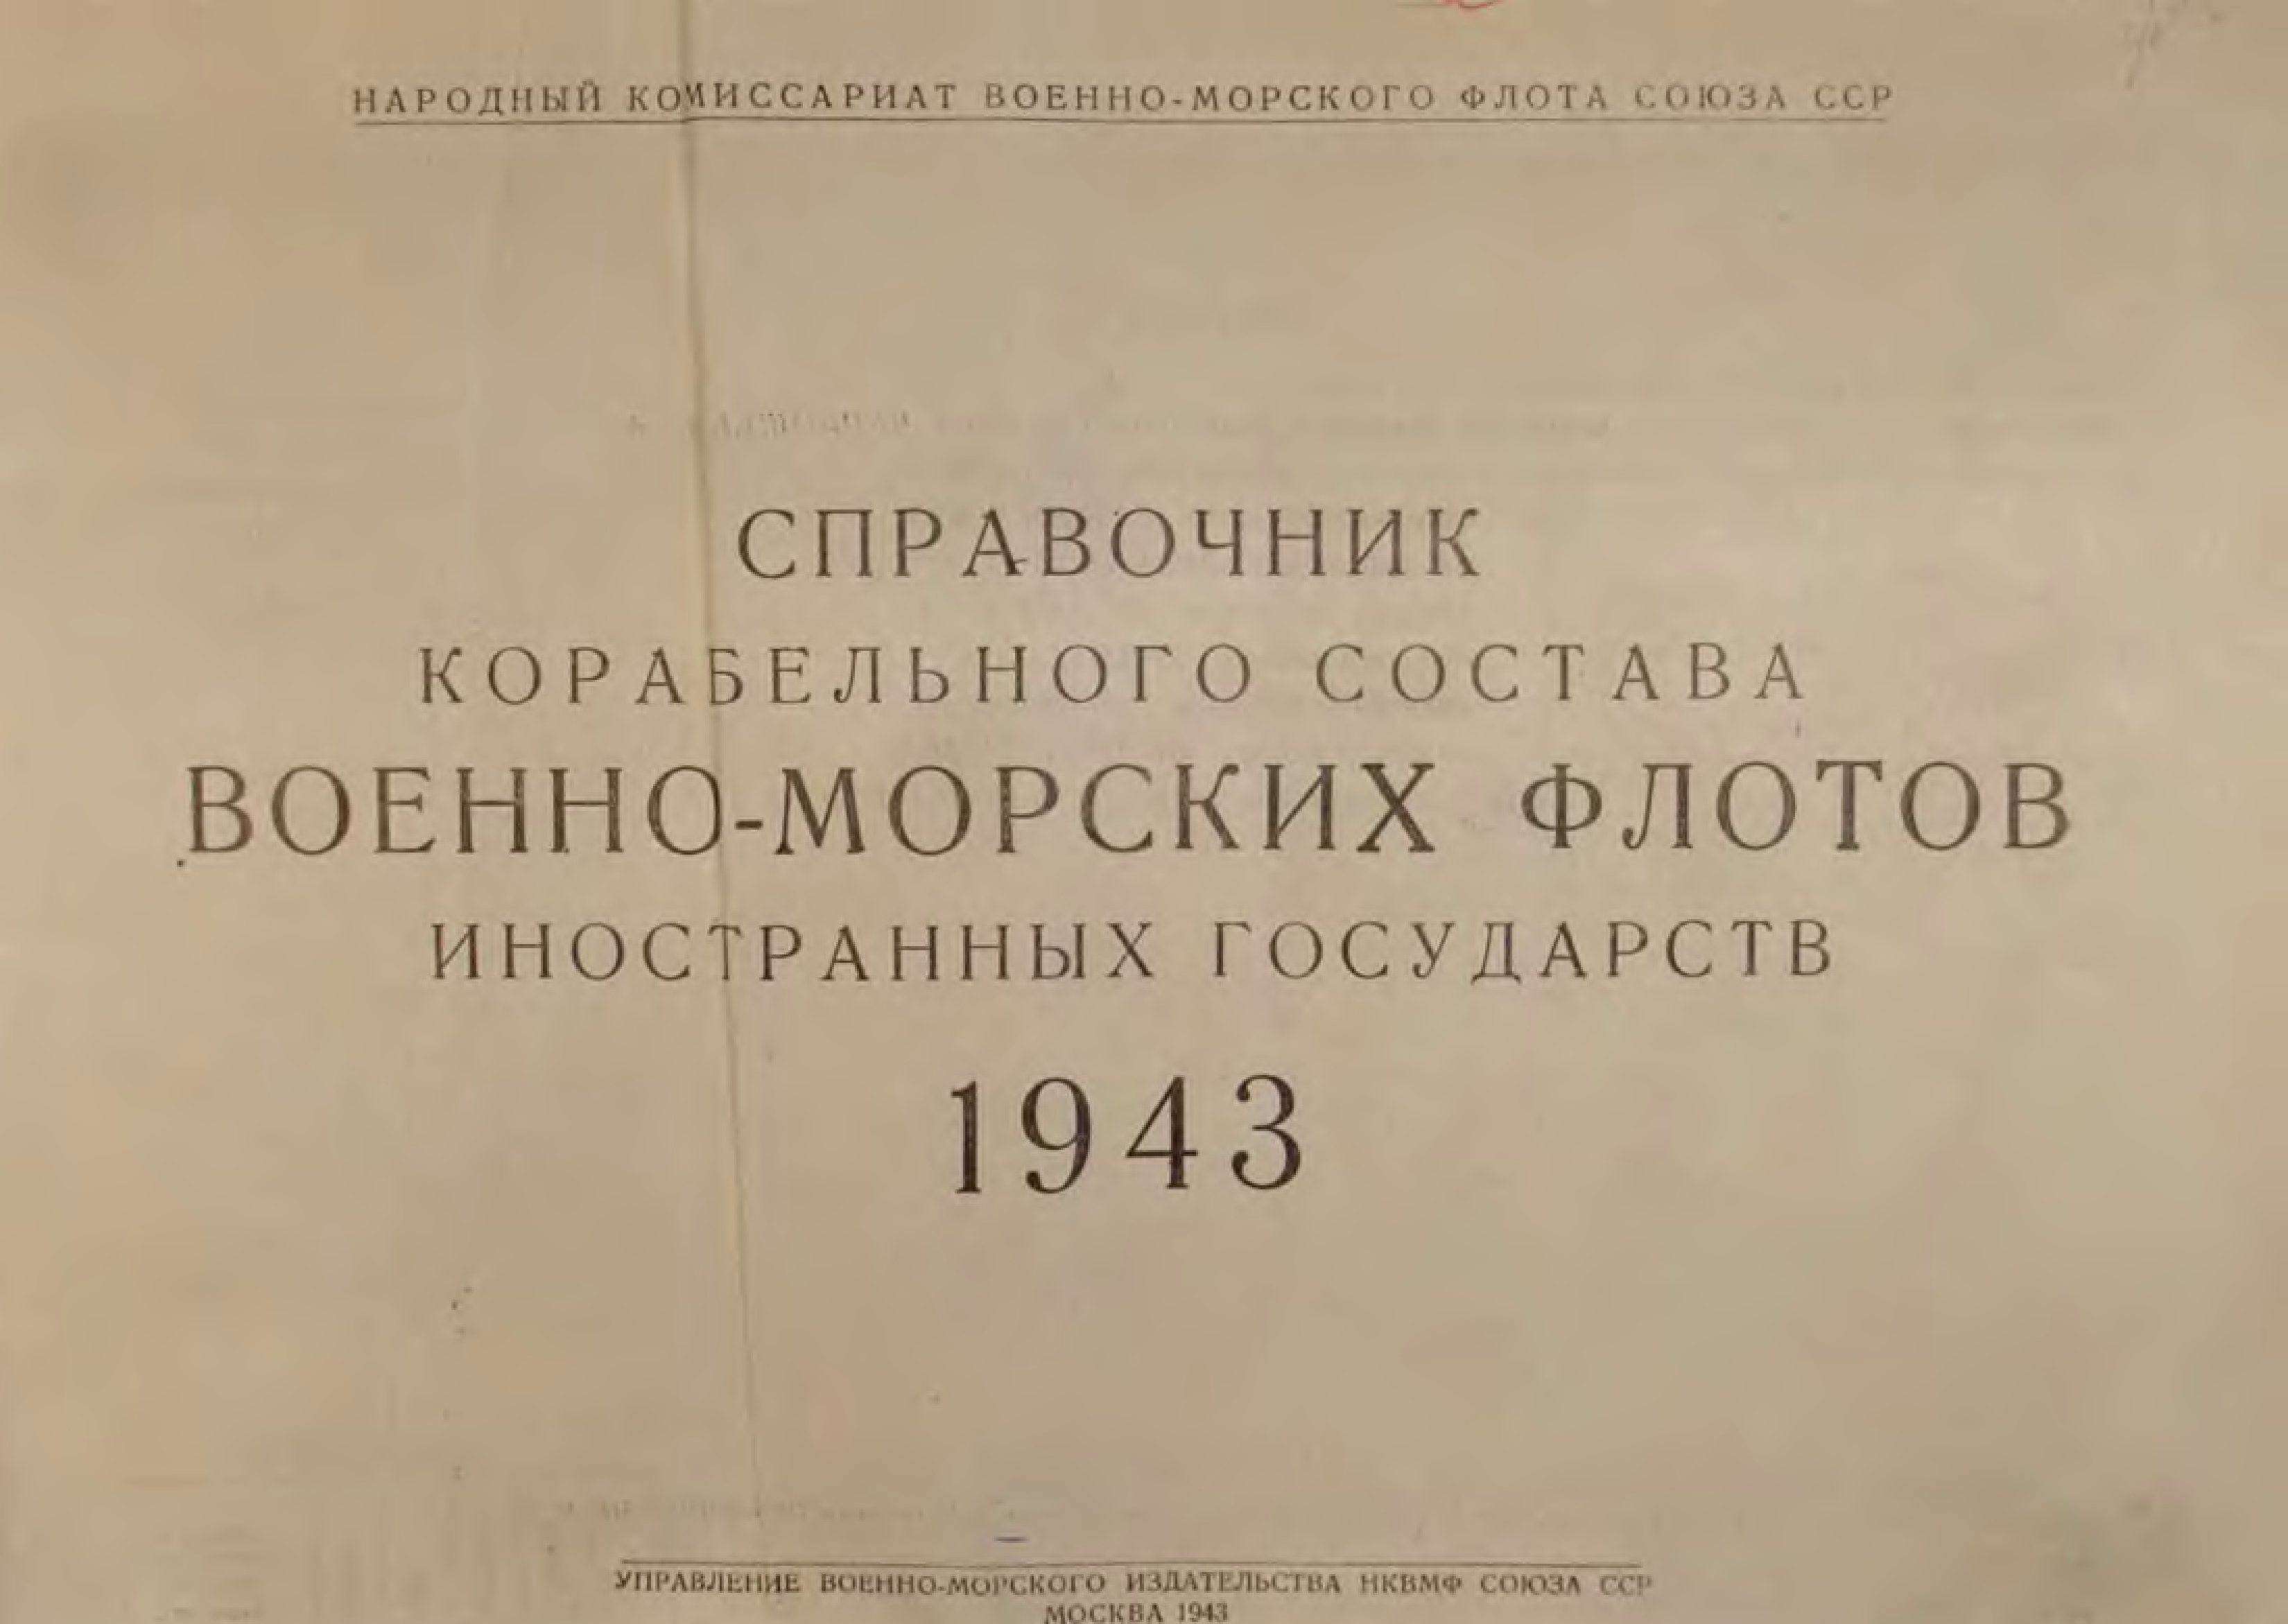 НАРОДНЫЙ КОМИССАРИАТ ВОЕННО-МОРСКОГО ФЛОТА СОЮЗА ССР
СПРАВОЧНИК
КОРАБЕЛЬНОГО СОСТАВА
ВОЕННО-МОРСКИХ ФЛОТОВ
ИНОСТРАННЫХ ГОСУДАРСТВ
1943
УПРАВЛЕНИЕ ВОЕННО-МОРСКОГО ИЗДАТЕЛЬСТВА НКВМФ СОЮЗА ССР
МОСКВА 1943